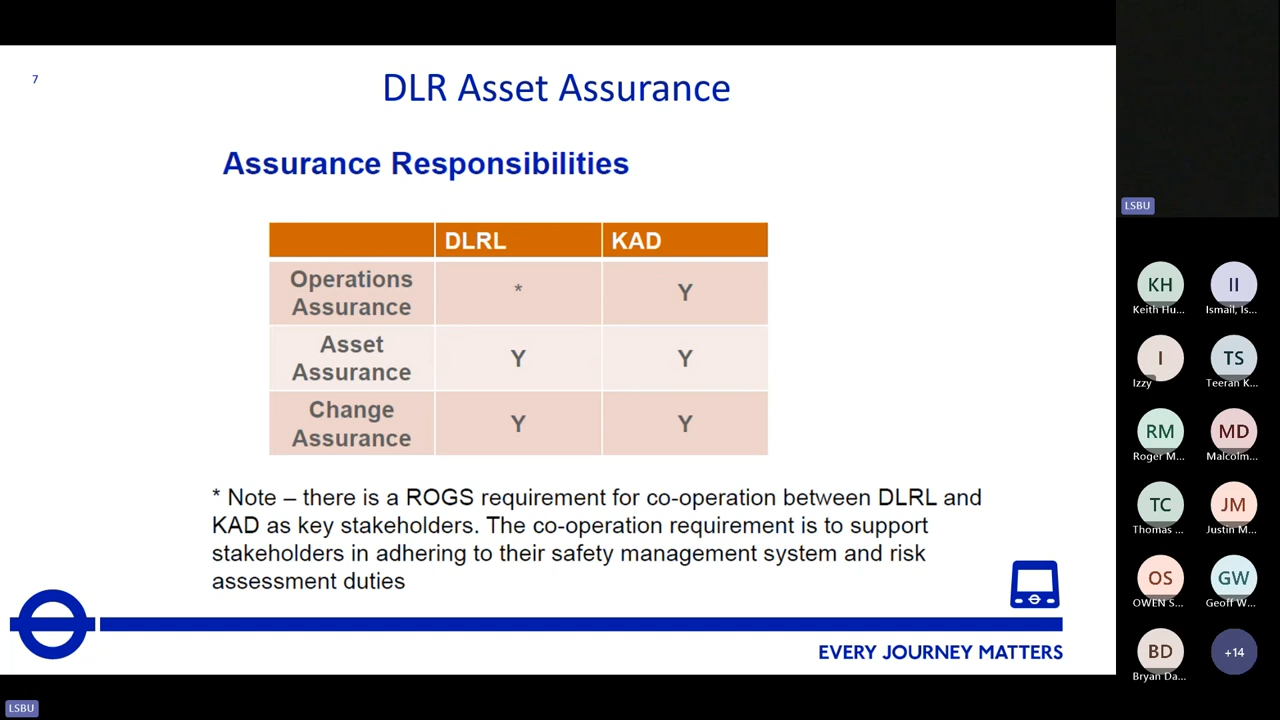 7
DLR Asset Assurance
Assurance Responsibilities
DLRL KAD
Operations
Assurance
* Y
Asset
Assurance
Y Y
Change
Assurance
Y Y
* Note – there is a ROGS requirement for co-operation between DLRL and
KAD as key stakeholders. The co-operation requirement is to support
stakeholders in adhering to their safety management system and risk
assessment duties
EVERY JOURNEY MATTERS
LSBU
LSBU
KH II
Keith Hu... Ismail, Is...
I TS
Izzy Teeran K...
RM MD
Roger M... Malcolm...
TC JM
Thomas ... Justin M...
OS GW
OWEN S... Geoff W...
BD +14
Bryan Da...